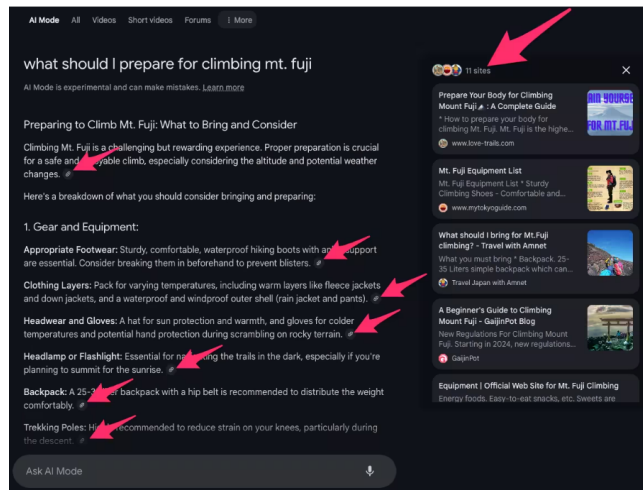 AI Mode All Videos Short videos Forums More
what should I prepare for climbing mt. fuji
AI Mode is experimental and can make mistakes. Learn more
Preparing to Climb Mt. Fuji: What to Bring and Consider
Climbing Mt. Fuji is a challenging but rewarding experience. Proper preparation is crucial
for a safe and climb, especially considering the altitude and potential weather
changes.
Here's a breakdown of what you should consider bringing and preparing:
1. Gear and Equipment:
Appropriate Footwear: Sturdy, comfortable, waterproof hiking boots with support
are essential. Consider breaking them in beforehand to prevent blisters.
Clothing Layers: Pack for varying temperatures, including warm layers like fleece jackets
and down jackets, and a waterproof and windproof outer shell (rain jacket and pants).
Headwear and Gloves: A hat for sun protection and warmth, and gloves for colder
temperatures and potential hand protection during scrambling on rocky terrain.
Headlamp or Flashlight: Essential for the trails in the dark, especially if you're
planning to summit for the sunrise.
Backpack: A backpack with a hip belt is recommended to distribute the weight
comfortably.
Trekking Poles: recommended to reduce strain on your knees, particularly during
the descent.
Ask AI Mode
11 sites
Prepare Your Body for Climbing
Mount Fuji : A Complete Guide
* How to prepare your body for
climbing Mt. Fuji. Mt. Fuji is the highe...
www.love-trails.com
FOR MT.FUJ
Mt. Fuji Equipment List
Mt. Fuji Equipment List * Sturdy
Climbing Shoes - Comfortable and...
www.mytokyoguide.com
What should I bring for Mt.Fuji
climbing? - Travel with Amnet
What you must bring * Backpack. 25-
35 Liters simple backpack which can...
Travel Japan with Amnet
A Beginner's Guide to Climbing
Mount Fuji - GaijinPot Blog
New Regulations For Climbing Mount
Fuji. Starting in 2024, new regulations...
GaijinPot
Equipment | Official Web Site for Mt. Fuji Climbing
Energy foods. Easy-to-eat snacks, etc. Sweets are